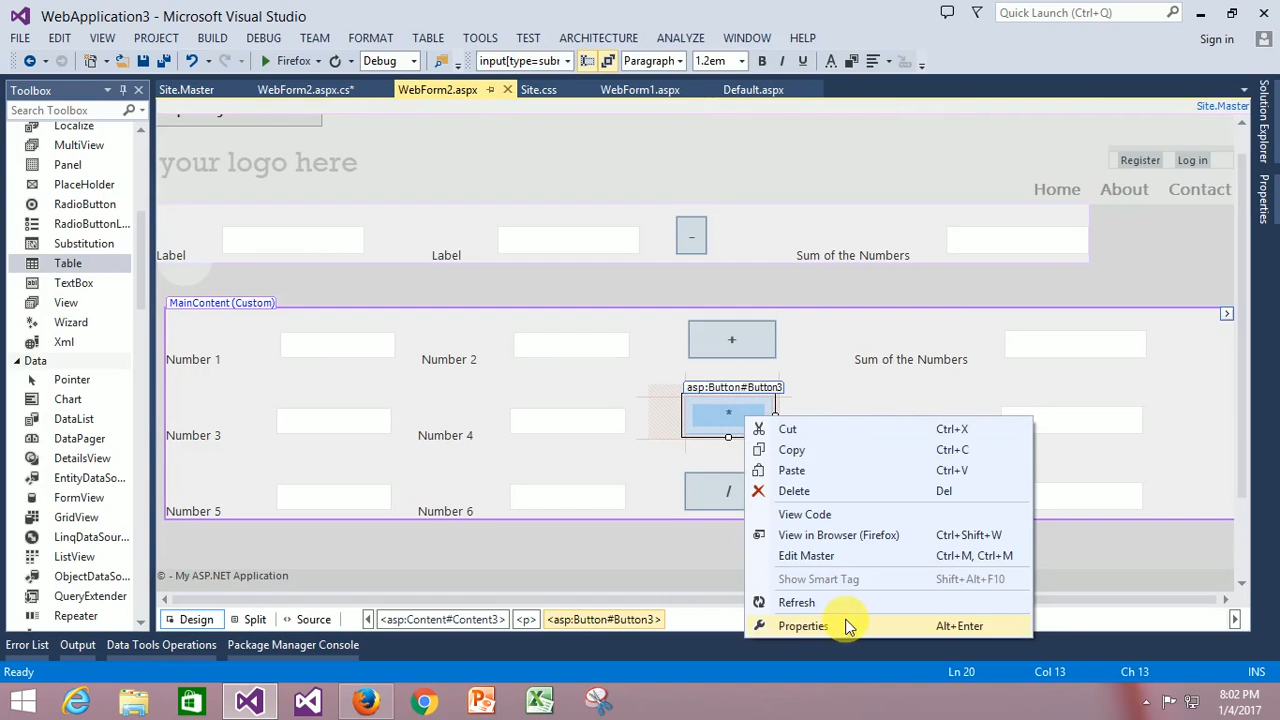 WebApplication3 - Microsoft Visual Studio
Quick Launch (Ctrl+Q)
FILE EDIT VIEW PROJECT BUILD DEBUG TEAM FORMAT TABLE TOOLS TEST ARCHITECTURE ANALYZE WINDOW HELP
Sign in
Firefox Debug input[type=subr Paragraph 1.2em B I U A
Toolbox
Site.Master WebForm2.aspx.cs* WebForm2.aspx Site.css WebForm1.aspx Default.aspx
Search Toolbox
Site.Master
Localize
MultiView
Panel
PlaceHolder
RadioButton
RadioButtonL...
Substitution
Table
TextBox
View
Wizard
Xml
Data
Pointer
Chart
DataList
DataPager
DetailsView
EntityDataSo...
FormView
GridView
LinqDataSour...
ListView
ObjectDataSo...
QueryExtender
Repeater
your logo here
Register Log in
Home About Contact
Label Label - Sum of the Numbers
MainContent (Custom)
Number 1 Number 2 + Sum of the Numbers
asp:Button#Button3
Number 3 Number 4 *
Number 5 Number 6 /
© - My ASP.NET Application
Cut Ctrl+X
Copy Ctrl+C
Paste Ctrl+V
Delete Del
View Code
View in Browser (Firefox) Ctrl+Shift+W
Edit Master Ctrl+M, Ctrl+M
Show Smart Tag Shift+Alt+F10
Refresh
Properties Alt+Enter
Solution Explorer
Properties
Design Split Source <asp:Content#Content3> <p> <asp:Button#Button3>
Error List Output Data Tools Operations Package Manager Console
Ready Ln 20 Col 13 Ch 13 INS
8:02 PM
1/4/2017